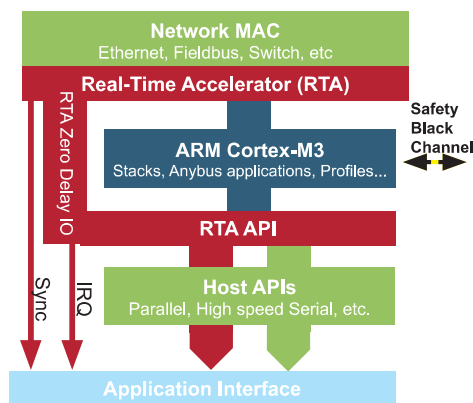 Network MAC
Ethernet, Fieldbus, Switch, etc
Real-Time Accelerator (RTA)
RTA Zero Delay IO
Safety
Black
Channel
ARM Cortex-M3
Stacks, Anybus applications, Profiles...
RTA API
Sync
IRQ
Host APIs
Parallel, High speed Serial, etc.
Application Interface